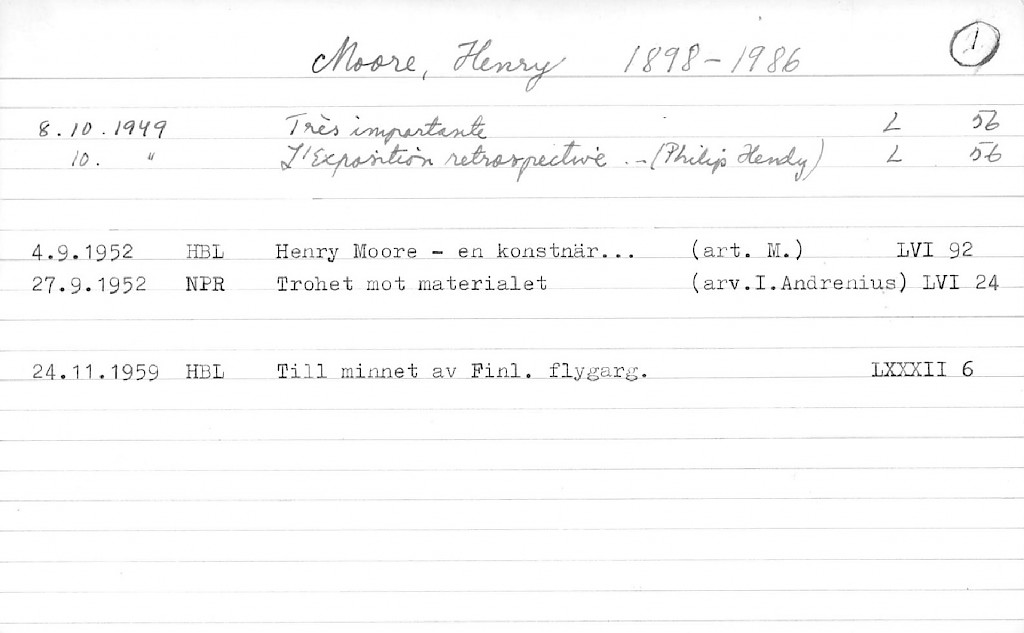 Moore, Henry 1898-1986 1
8.10.1949 Très importante L 56
10. " L'Exposition retrospective .- (Philip Hendy) L 56
4.9.1952 HBL Henry Moore - en konstnär... (art. M.) LVI 92
27.9.1952 NPR Trohet mot materialet (arv.I.Andrenius) LVI 24
24.11.1959 HBL Till minnet av Finl. flygarg. LXXXII 6